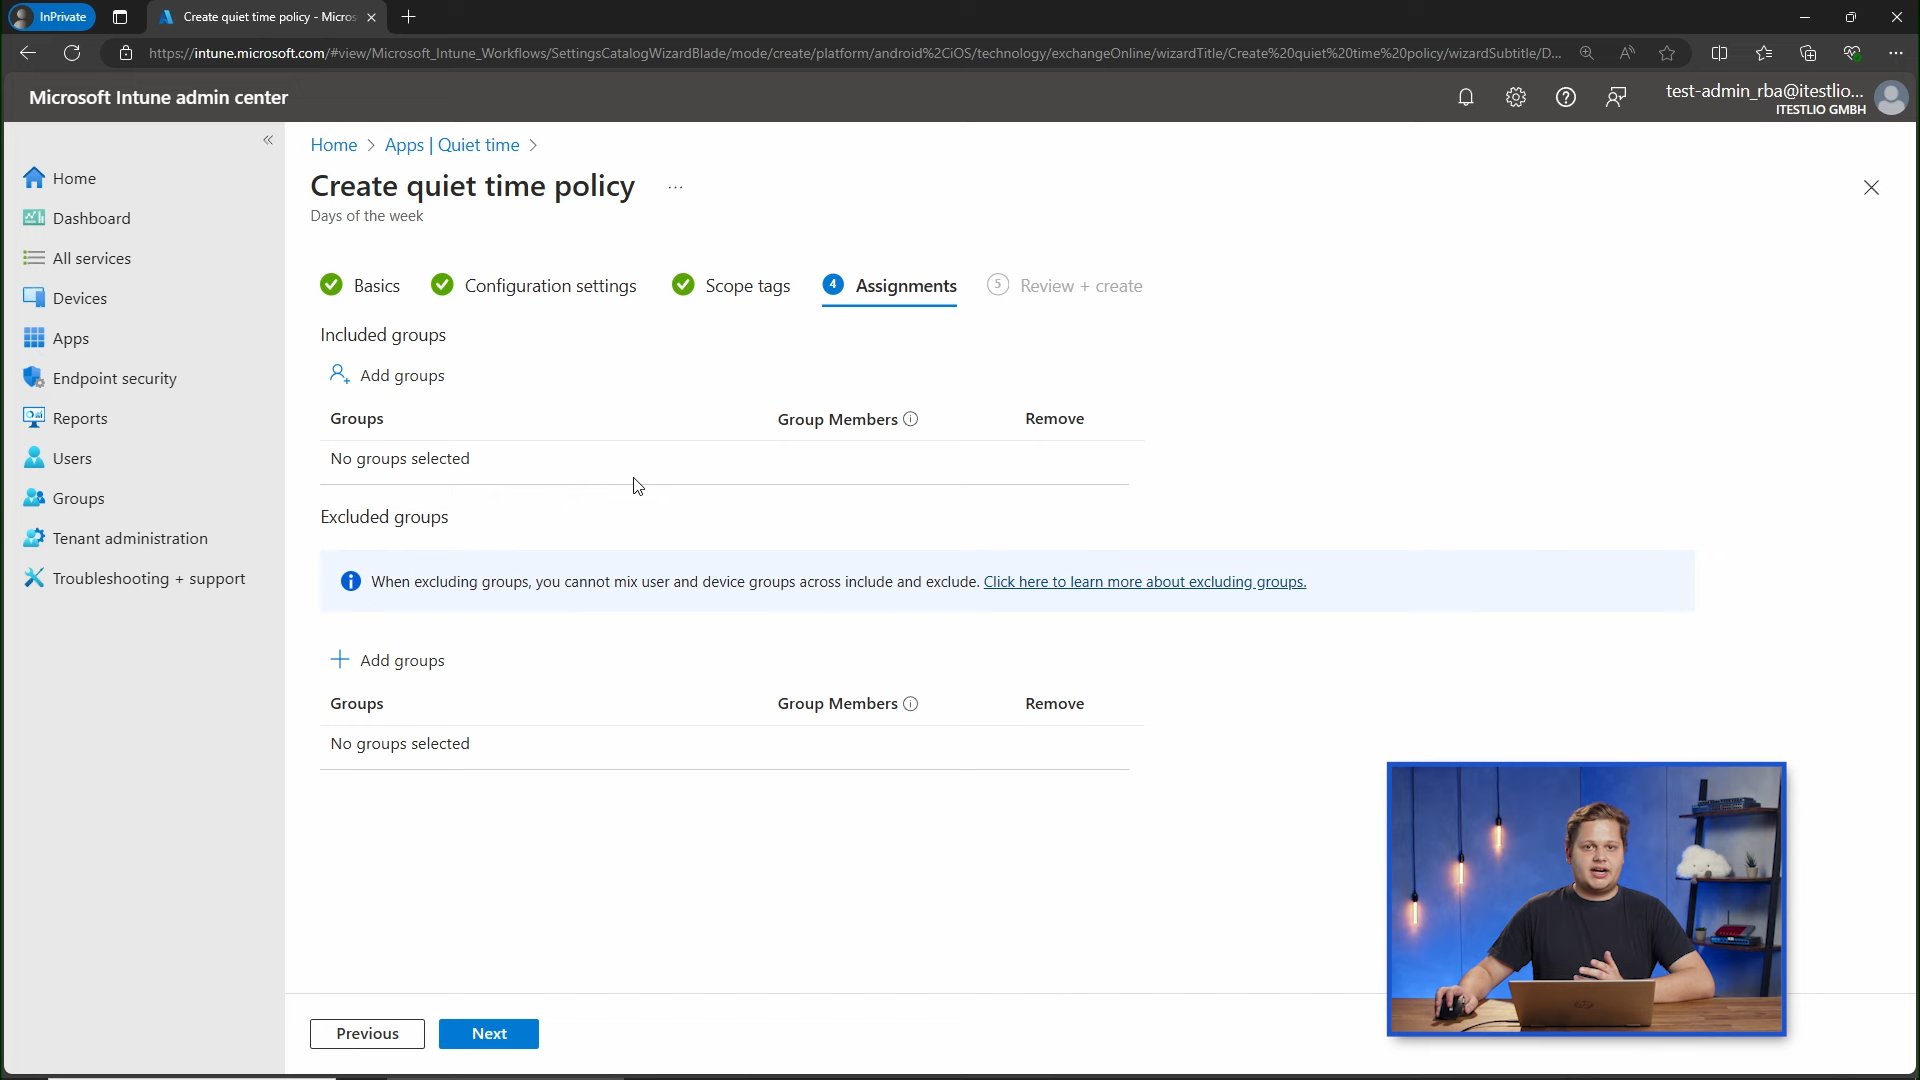 InPrivate
Create quiet time policy - Micros
https://intune.microsoft.com/#view/Microsoft_Intune_Workflows/SettingsCatalogWizardBlade/mode/create/platform/android%2CiOS/technology/exchangeOnline/wizardTitle/Create%20quiet%20time%20policy/wizardSubtitle/D...
Microsoft Intune admin center
test-admin_rba@itestlio...
ITESTLIO GMBH
Home
Dashboard
All services
Devices
Apps
Endpoint security
Reports
Users
Groups
Tenant administration
Troubleshooting + support
Home > Apps | Quiet time >
Create quiet time policy ...
Days of the week
Basics
Configuration settings
Scope tags
4 Assignments
5 Review + create
Included groups
Add groups
Groups Group Members Remove
No groups selected
Excluded groups
When excluding groups, you cannot mix user and device groups across include and exclude. Click here to learn more about excluding groups.
Add groups
Groups Group Members Remove
No groups selected
Previous
Next